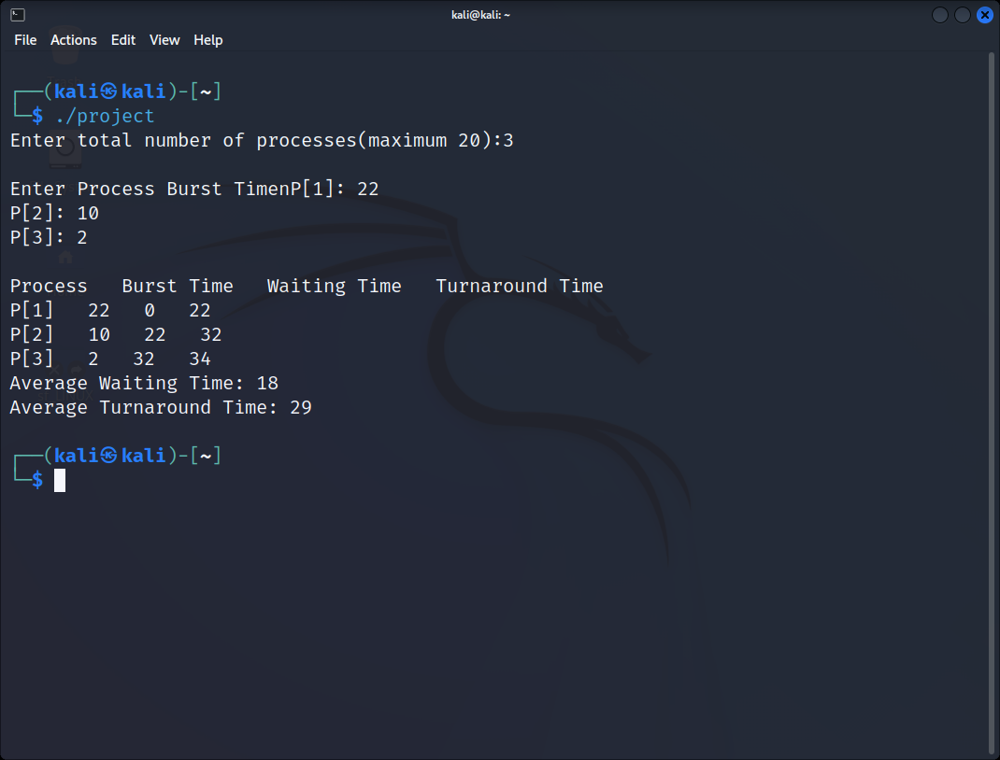 kali@kali: ~
File Actions Edit View Help
┌──(kali㉿kali)-[~]
└─$ ./project
Enter total number of processes(maximum 20):3
Enter Process Burst TimenP[1]: 22
P[2]: 10
P[3]: 2
Process   Burst Time   Waiting Time   Turnaround Time
P[1]   22   0   22
P[2]   10   22   32
P[3]   2   32   34
Average Waiting Time: 18
Average Turnaround Time: 29
┌──(kali㉿kali)-[~]
└─$